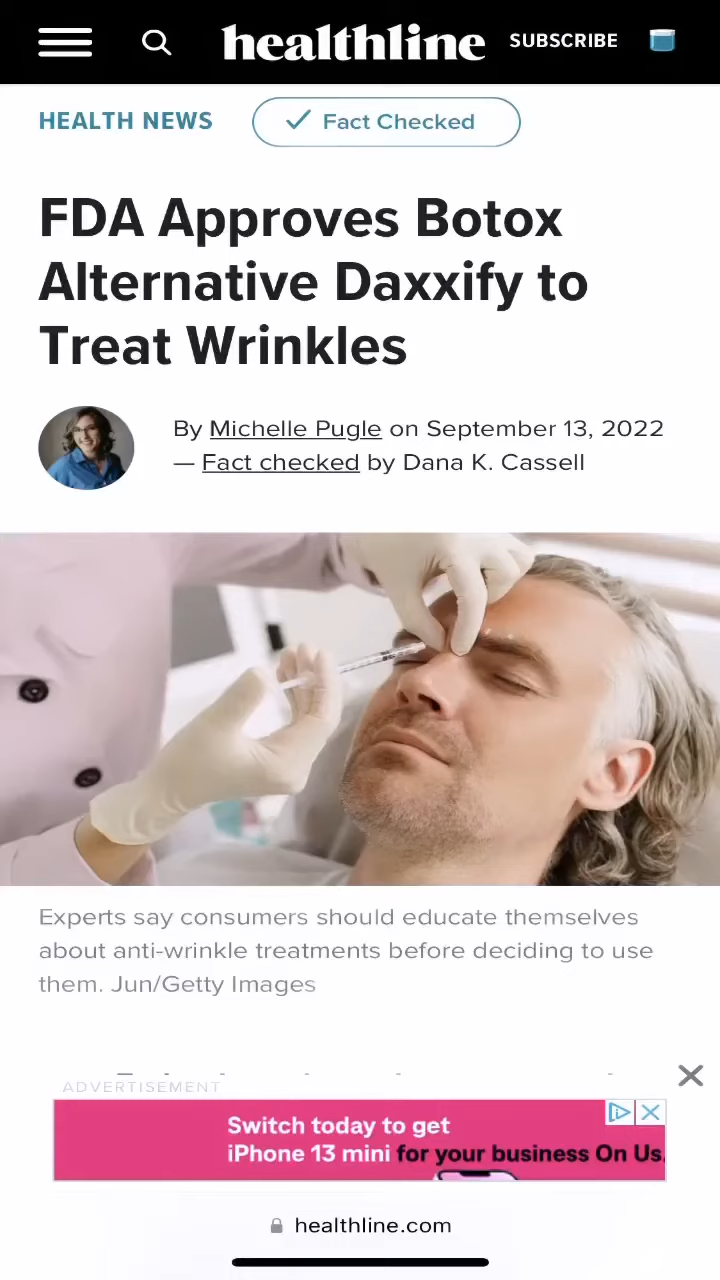 healthline
SUBSCRIBE
HEALTH NEWS
Fact Checked
FDA Approves Botox
Alternative Daxxify to
Treat Wrinkles
By Michelle Pugle on September 13, 2022
— Fact checked by Dana K. Cassell
Experts say consumers should educate themselves
about anti-wrinkle treatments before deciding to use
them. Jun/Getty Images
ADVERTISEMENT
Switch today to get
iPhone 13 mini for your business On Us.
healthline.com